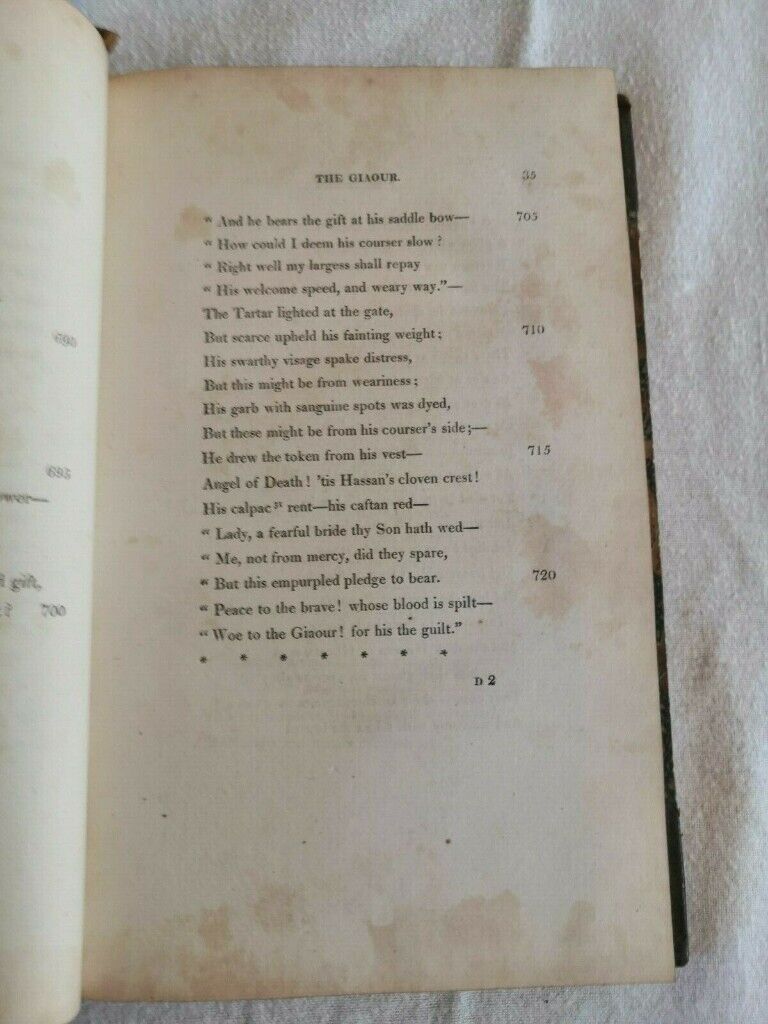 690
695
700
gift,
THE GIAOUR. 35
“ And he bears the gift at his saddle bow— 705
“ How could I deem his courser slow?
“ Right well my largess shall repay
“ His welcome speed, and weary way.”—
The Tartar lighted at the gate,
But scarce upheld his fainting weight; 710
His swarthy visage spake distress,
But this might be from weariness;
His garb with sanguine spots was dyed,
But these might be from his courser's side;—
He drew the token from his vest— 715
Angel of Death! 'tis Hassan's cloven crest!
His calpac 31 rent—his caftan red—
“ Lady, a fearful bride thy Son hath wed—
“ Me, not from mercy, did they spare,
“ But this empurpled pledge to bear. 720
“ Peace to the brave! whose blood is spilt—
“ Woe to the Giaour! for his the guilt.”
* * * * * * *
D 2